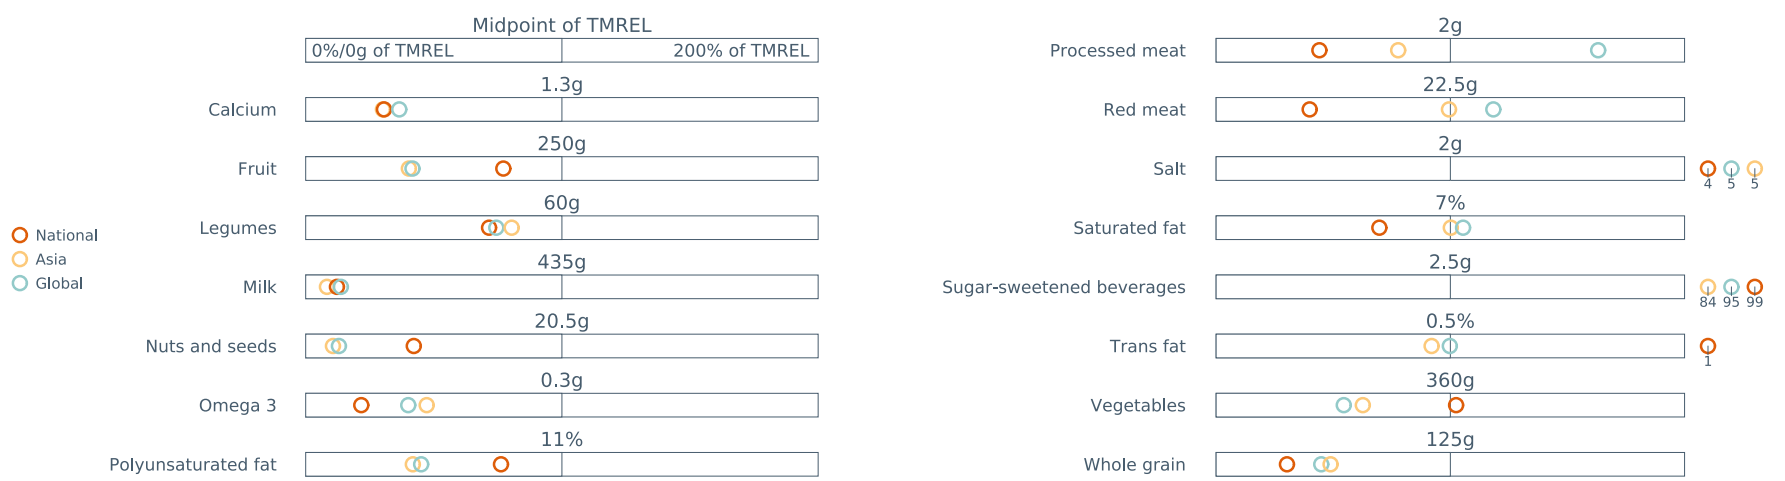 Midpoint of TMREL
0%/0g of TMREL
200% of TMREL
1.3g
Calcium
250g
Fruit
60g
Legumes
435g
Milk
20.5g
Nuts and seeds
0.3g
Omega 3
11%
Polyunsaturated fat
National
Asia
Global
2g
Processed meat
22.5g
Red meat
2g
Salt
4 5 5
7%
Saturated fat
2.5g
Sugar-sweetened beverages
84 95 99
0.5%
Trans fat
1
360g
Vegetables
125g
Whole grain